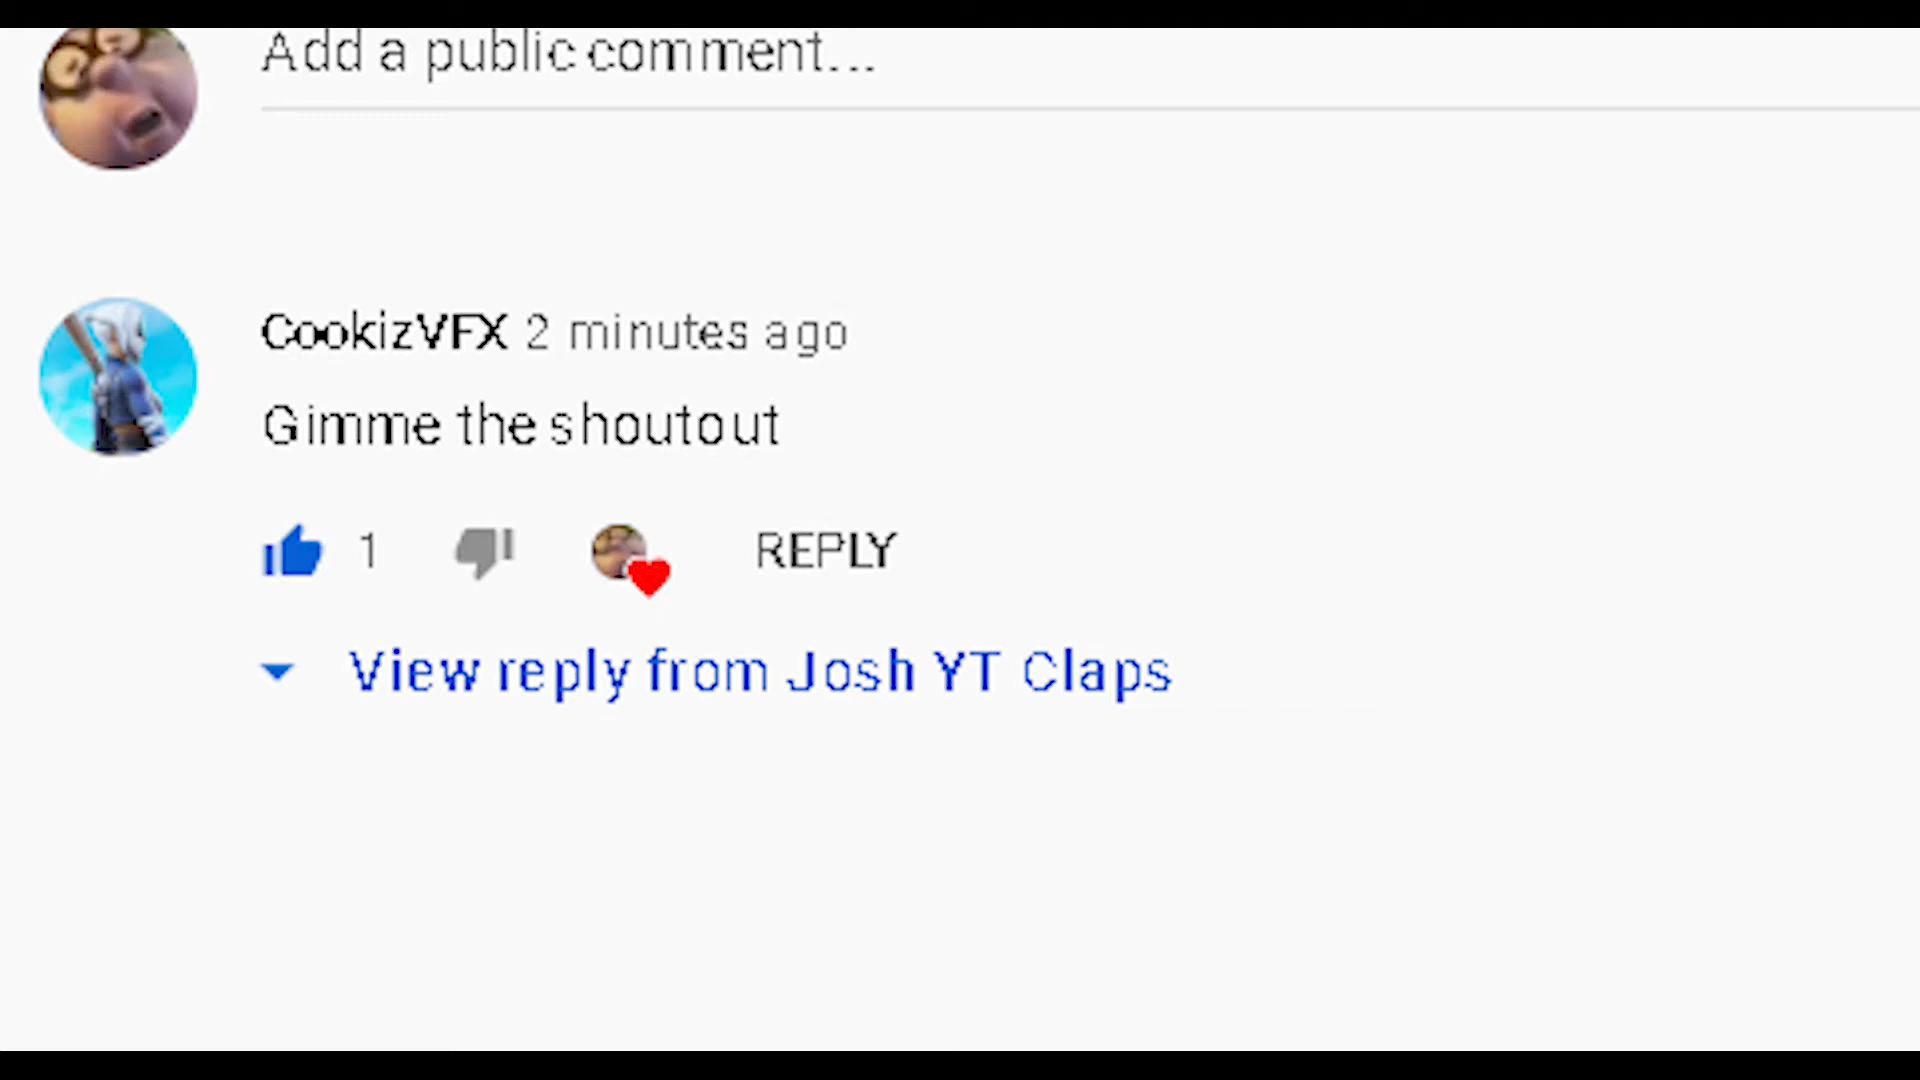 Add a public comment...
CookizVFX 2 minutes ago
Gimme the shoutout
1 REPLY
View reply from Josh YT Claps